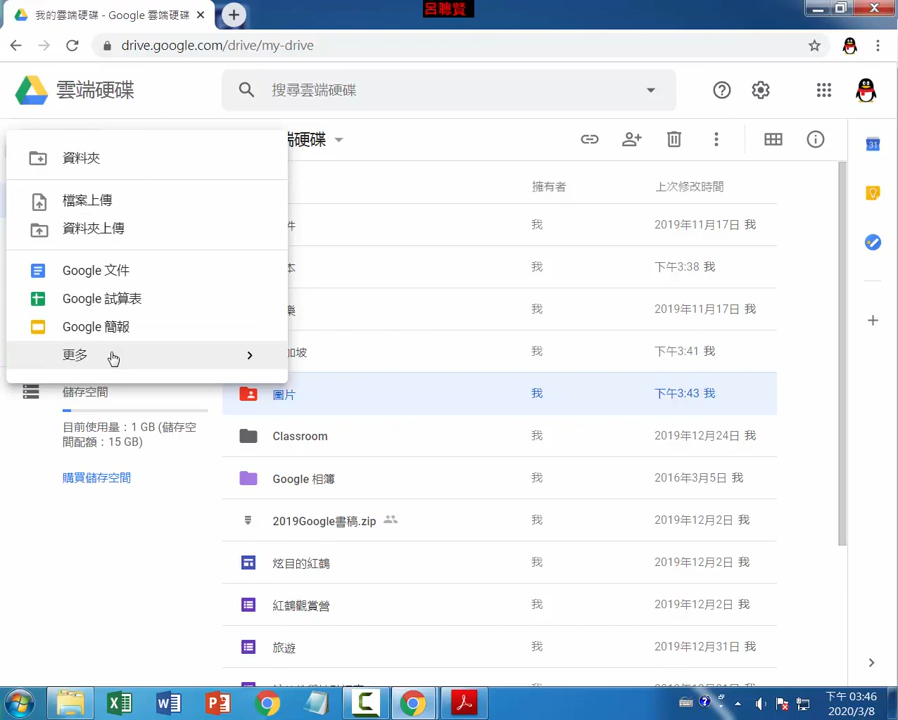 呂聰賢
我的雲端硬碟 - Google 雲端硬碟
drive.google.com/drive/my-drive
雲端硬碟
搜尋雲端硬碟
端硬碟
資料夾
檔案上傳
資料夾上傳
Google 文件
Google 試算表
Google 簡報
更多
儲存空間
目前使用量：1 GB (儲存空
間配額：15 GB)
購買儲存空間
擁有者
上次修改時間
件
我
2019年11月17日 我
本
我
下午3:38 我
樂
我
2019年11月17日 我
加坡
我
下午3:41 我
圖片
我
下午3:43 我
Classroom
我
2019年12月24日 我
Google 相簿
我
2016年3月5日 我
2019Google書稿.zip
我
2019年12月2日 我
炫目的紅鶴
我
2019年12月2日 我
紅鶴觀賞營
我
2019年12月2日 我
旅遊
我
2019年12月31日 我
31
下午 03:46
2020/3/8